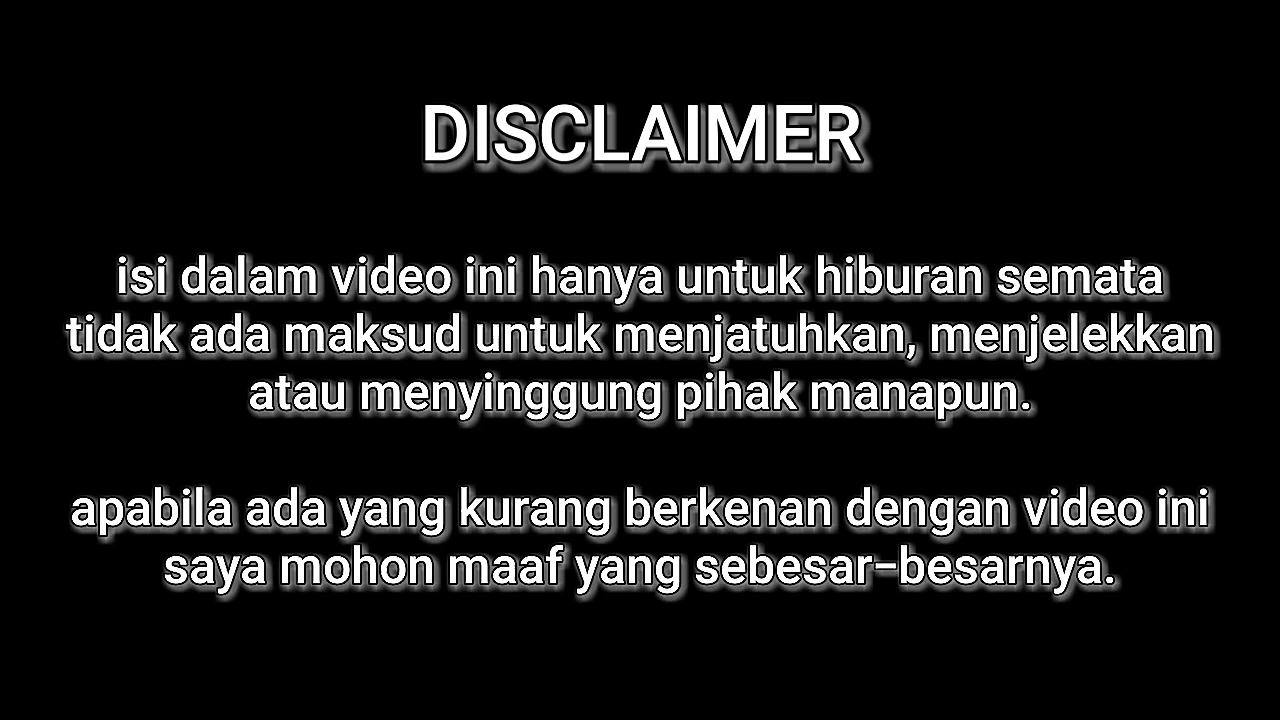 DISCLAIMER
isi dalam video ini hanya untuk hiburan semata
tidak ada maksud untuk menjatuhkan, menjelekkan
atau menyinggung pihak manapun.
apabila ada yang kurang berkenan dengan video ini
saya mohon maaf yang sebesar-besarnya.